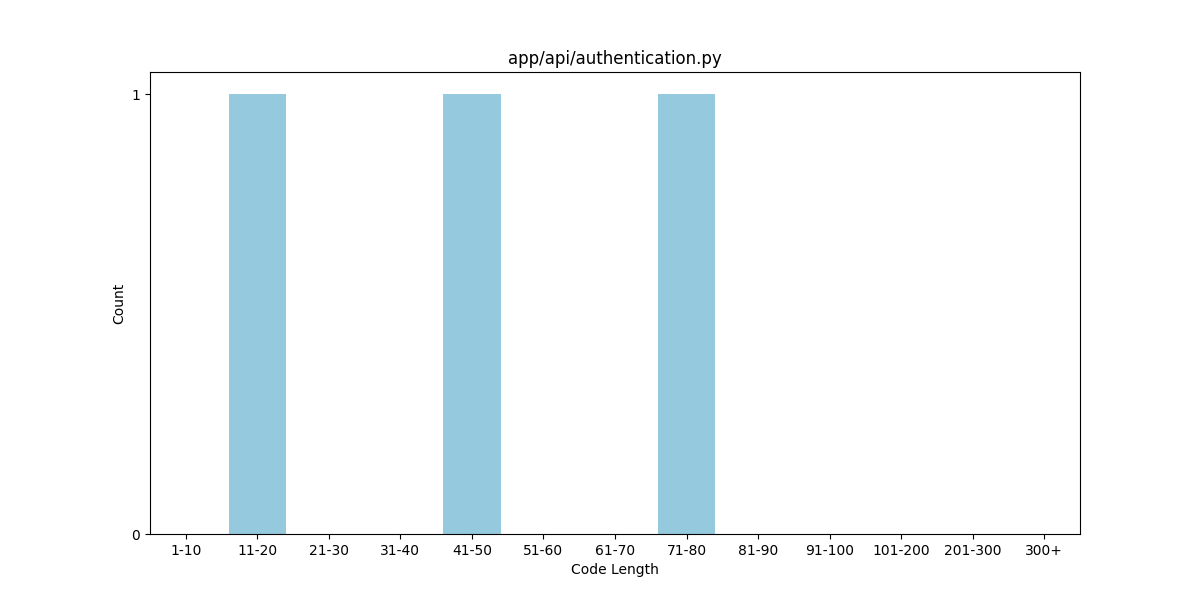 app/api/authentication.py
1
Count
0
1-10 11-20 21-30 31-40 41-50 51-60 61-70 71-80 81-90 91-100 101-200 201-300 300+
Code Length